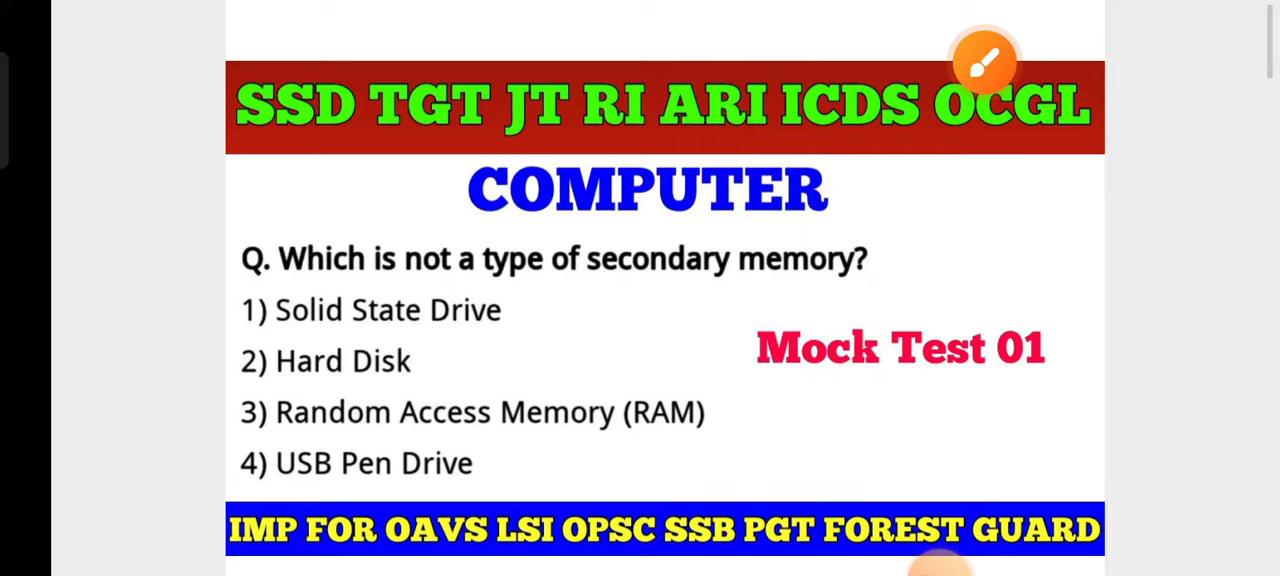 SSD TGT JT RI ARI ICDS OCGL
COMPUTER
Q. Which is not a type of secondary memory?
1) Solid State Drive
2) Hard Disk
Mock Test 01
3) Random Access Memory (RAM)
4) USB Pen Drive
IMP FOR OAVS LSI OPSC SSB PGT FOREST GUARD